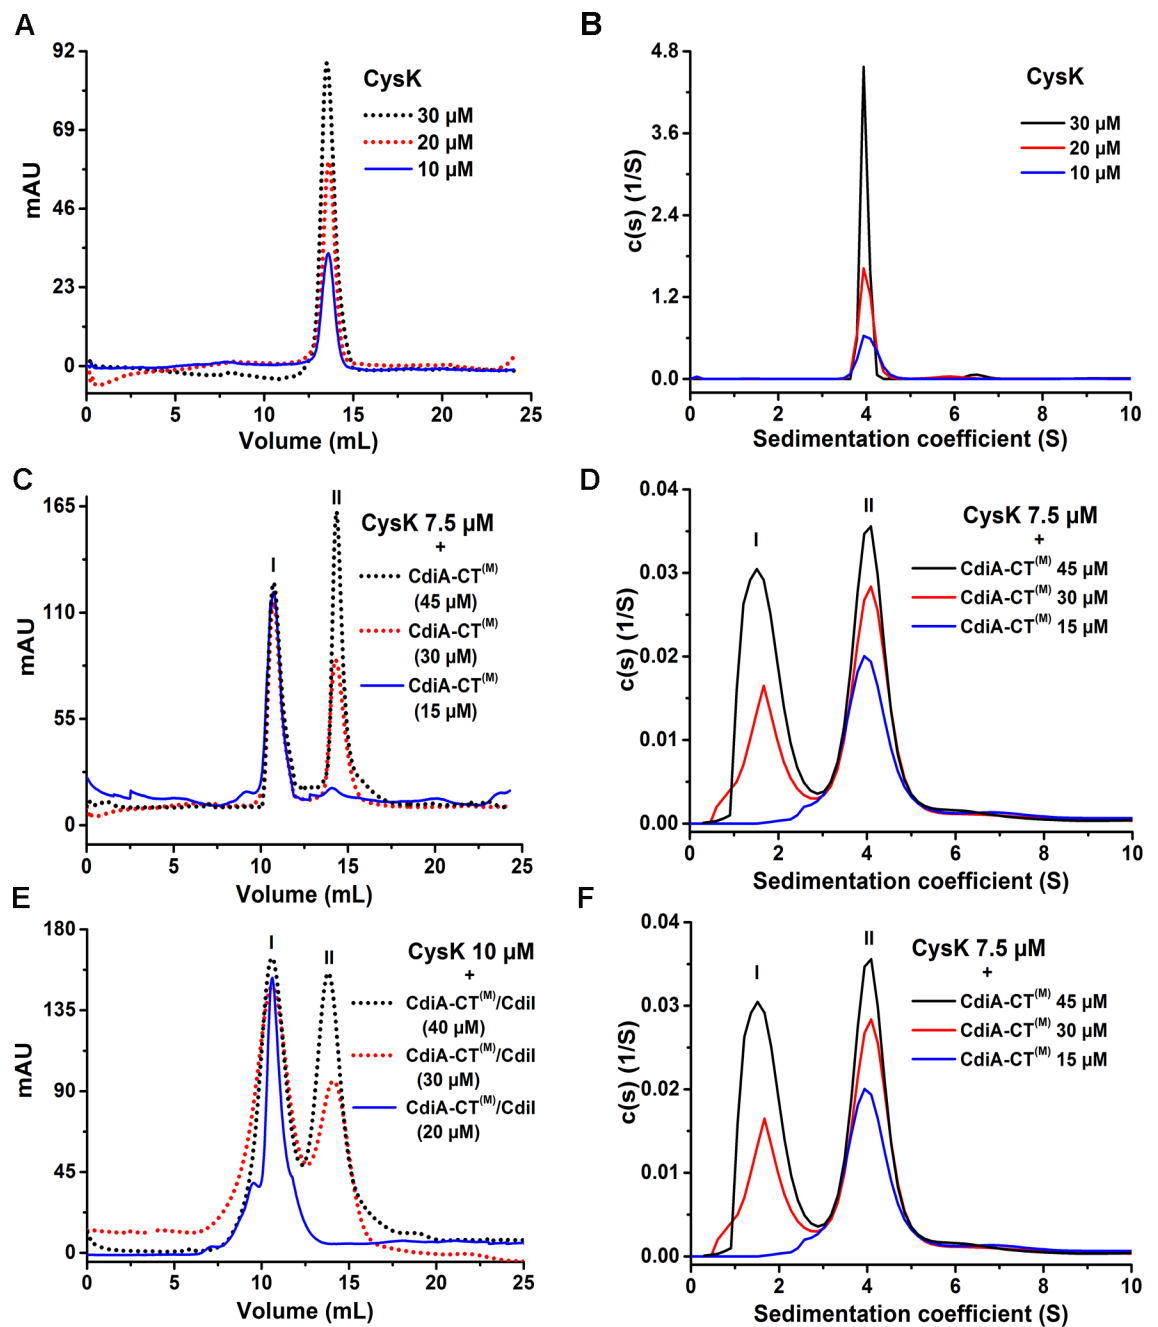 A
92
69
46
23
0
mAU
CysK
30 µM
20 µM
10 µM
0 5 10 15 20 25
Volume (mL)
B
4.8
3.6
2.4
1.2
0.0
c(s) (1/S)
CysK
30 µM
20 µM
10 µM
0 2 4 6 8 10
Sedimentation coefficient (S)
C
165
110
55
0
mAU
I
II
CysK 7.5 µM
+
CdiA-CT(M)
(45 µM)
CdiA-CT(M)
(30 µM)
CdiA-CT(M)
(15 µM)
0 5 10 15 20 25
Volume (mL)
D
0.04
0.03
0.02
0.01
0.00
c(s) (1/S)
I
II
CysK 7.5 µM
+
CdiA-CT(M) 45 µM
CdiA-CT(M) 30 µM
CdiA-CT(M) 15 µM
0 2 4 6 8 10
Sedimentation coefficient (S)
E
180
135
90
45
0
mAU
I
II
CysK 10 µM
+
CdiA-CT(M)/CdiI
(40 µM)
CdiA-CT(M)/CdiI
(30 µM)
CdiA-CT(M)/CdiI
(20 µM)
0 5 10 15 20 25
Volume (mL)
F
0.04
0.03
0.02
0.01
0.00
c(s) (1/S)
I
II
CysK 7.5 µM
+
CdiA-CT(M) 45 µM
CdiA-CT(M) 30 µM
CdiA-CT(M) 15 µM
0 2 4 6 8 10
Sedimentation coefficient (S)